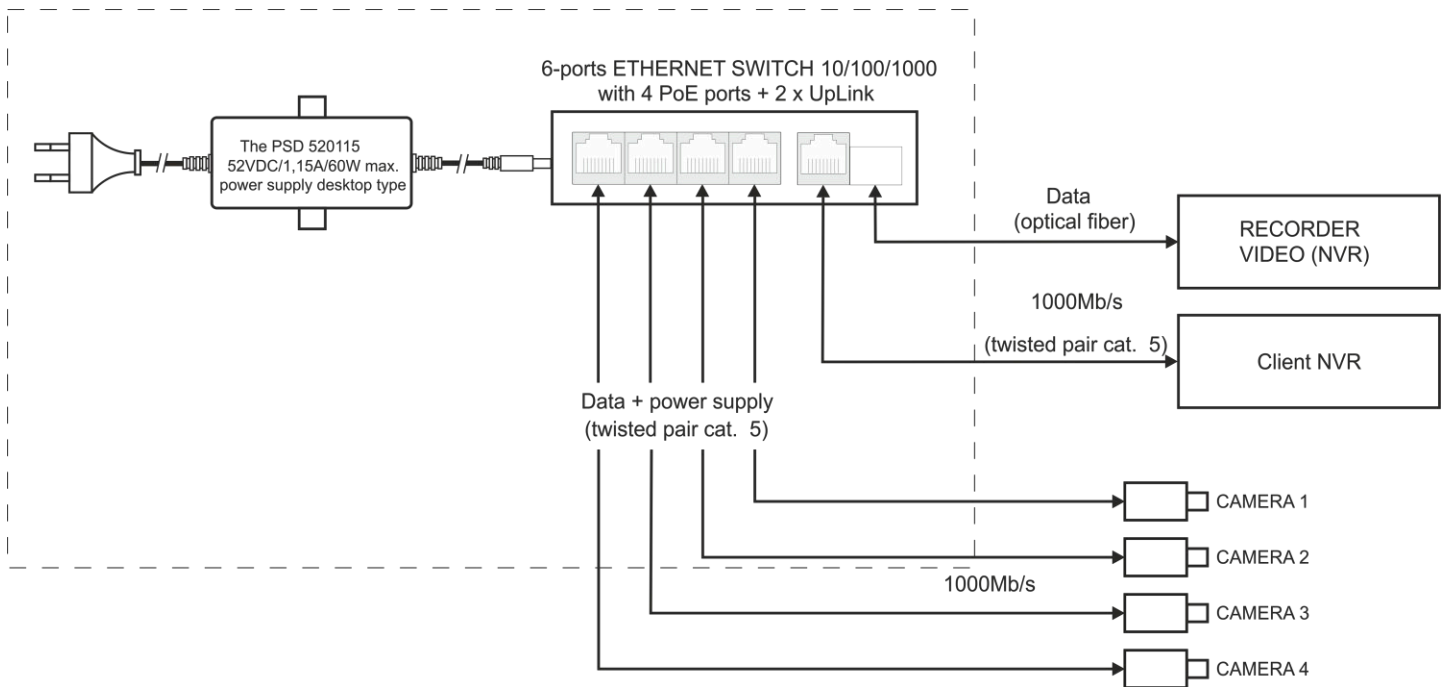 6-ports ETHERNET SWITCH 10/100/1000
with 4 PoE ports + 2 x UpLink
The PSD 520115
52VDC/1,15A/60W max.
power supply desktop type
Data
(optical fiber)
RECORDER
VIDEO (NVR)
1000Mb/s
(twisted pair cat. 5)
Client NVR
Data + power supply
(twisted pair cat. 5)
CAMERA 1
CAMERA 2
1000Mb/s
CAMERA 3
CAMERA 4